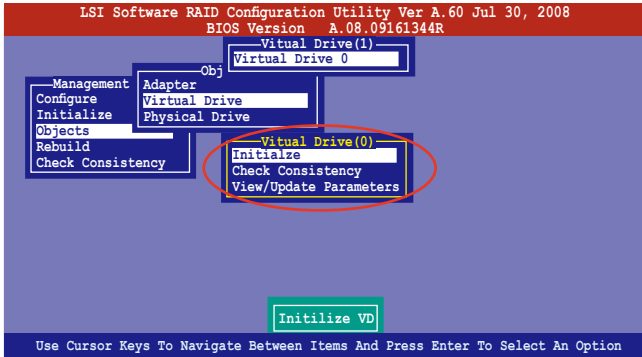 LSI Software RAID Configuration Utility Ver A.60 Jul 30, 2008
BIOS Version A.08.09161344R
Vitual Drive(1)
Virtual Drive 0
Obj
Adapter
Virtual Drive
Physical Drive
Management
Configure
Initialize
Objects
Rebuild
Check Consistency
Vitual Drive(0)
Initialze
Check Consistency
View/Update Parameters
Initilize VD
Use Cursor Keys To Navigate Between Items And Press Enter To Select An Option